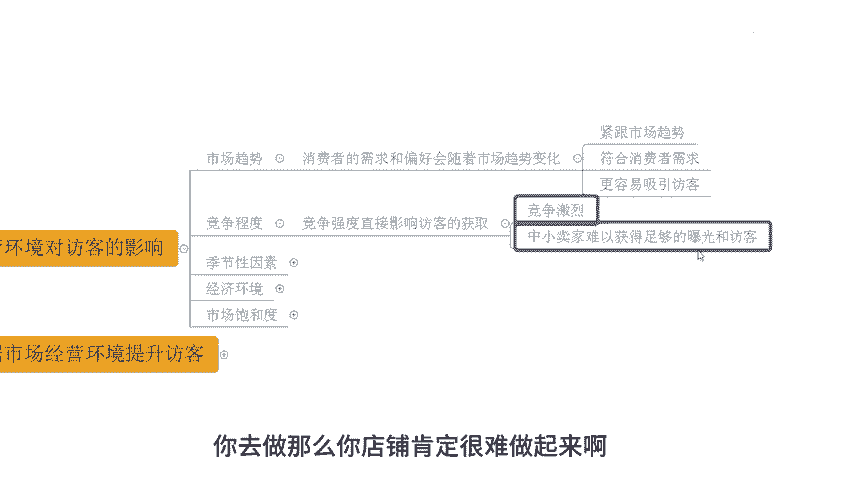 紧跟市场趋势
市场趋势 消费者的需求和偏好会随着市场趋势变化 符合消费者需求
更容易吸引访客
竞争激烈
竞争程度 竞争强度直接影响访客的获取
中小卖家难以获得足够的曝光和访客
环境对访客的影响
季节性因素
经济环境
市场饱和度
市场经营环境提升访客
你去做那么你店铺肯定很难做起来啊